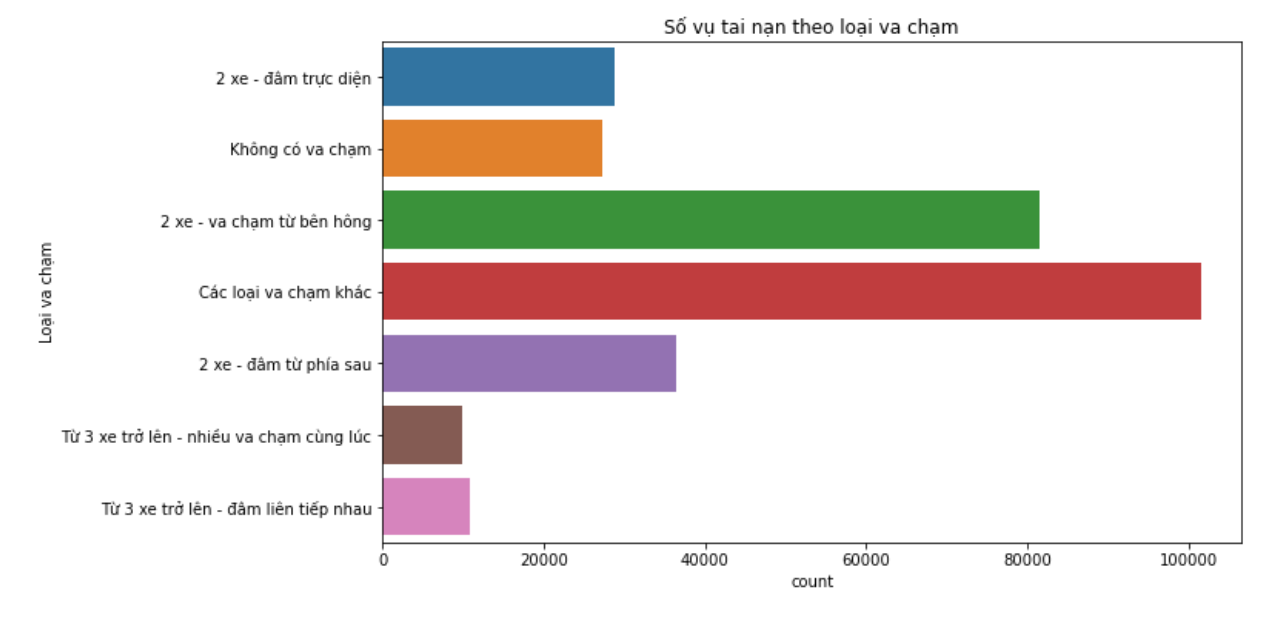 Số vụ tai nạn theo loại va chạm
Loại va chạm
2 xe - đâm trực diện
Không có va chạm
2 xe - va chạm từ bên hông
Các loại va chạm khác
2 xe - đâm từ phía sau
Từ 3 xe trở lên - nhiều va chạm cùng lúc
Từ 3 xe trở lên - đâm liên tiếp nhau
0 20000 40000 60000 80000 100000
count